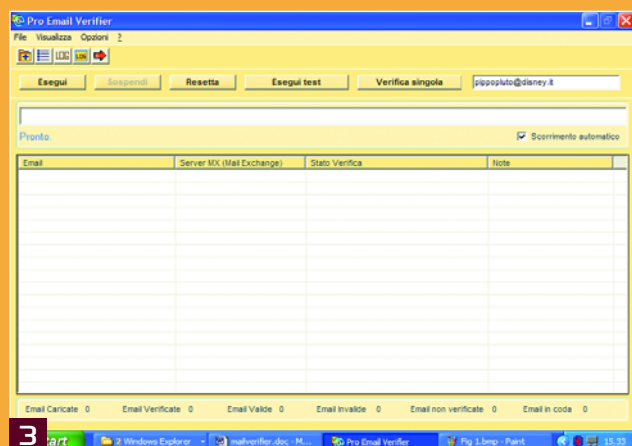 Pro Email Verifier
File Visualizza Opzioni ?
LOG
Esegui Sospendi Resetta Esegui test Verifica singola pippopluto@disney.it
Pronto. Scorrimento automatico
Email Server MX (Mail Exchange) Stato Verifica Note
Email Caricate 0 Email Verificate 0 Email Valide 0 Email Invalide 0 Email non verificate 0 Email in coda 0
3 tart 2 Windows Explorer mailverifier.doc - M... Pro Email Verifier Fig 1.bmp - Paint 15.33